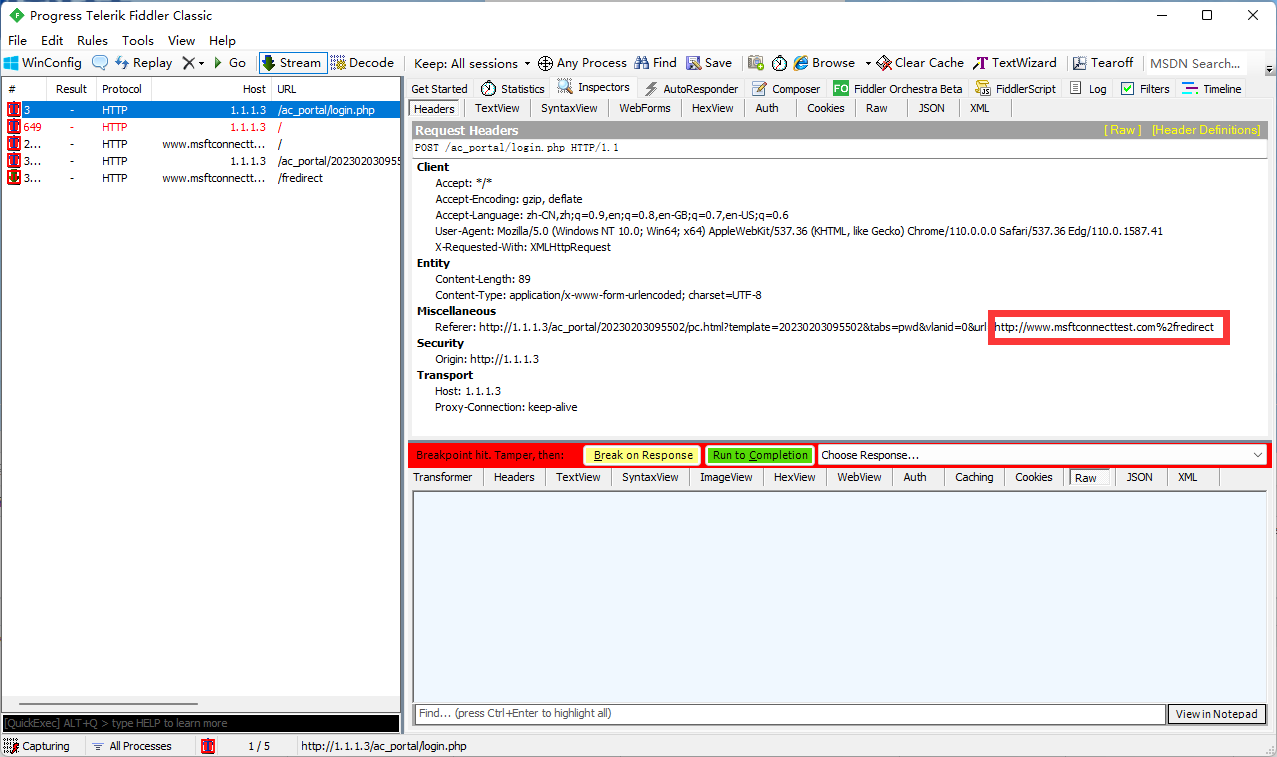 Progress Telerik Fiddler Classic
File Edit Rules Tools View Help
WinConfig Replay Go Stream Decode Keep: All sessions Any Process Find Save Browse Clear Cache TextWizard Tearoff MSDN Search...
# Result Protocol Host URL
3 - HTTP 1.1.1.3 /ac_portal/login.php
649 - HTTP 1.1.1.3 /
2... - HTTP www.msftconnectt... /
3... - HTTP 1.1.1.3 /ac_portal/20230203095502
3... - HTTP www.msftconnectt... /fredirect
Get Started Statistics Inspectors AutoResponder Composer FO Fiddler Orchestra Beta FiddlerScript Log Filters Timeline
Headers TextView SyntaxView WebForms HexView Auth Cookies Raw JSON XML
Request Headers [ Raw ] [Header Definitions]
POST /ac_portal/login.php HTTP/1.1
Client
Accept: */*
Accept-Encoding: gzip, deflate
Accept-Language: zh-CN,zh;q=0.9,en;q=0.8,en-GB;q=0.7,en-US;q=0.6
User-Agent: Mozilla/5.0 (Windows NT 10.0; Win64; x64) AppleWebKit/537.36 (KHTML, like Gecko) Chrome/110.0.0.0 Safari/537.36 Edg/110.0.1587.41
X-Requested-With: XMLHttpRequest
Entity
Content-Length: 89
Content-Type: application/x-www-form-urlencoded; charset=UTF-8
Miscellaneous
Referer: http://1.1.1.3/ac_portal/20230203095502/pc.html?template=20230203095502&tabs=pwd&vlanid=0&url http://www.msftconnecttest.com%2fredirect
Security
Origin: http://1.1.1.3
Transport
Host: 1.1.1.3
Proxy-Connection: keep-alive
Breakpoint hit. Tamper, then: Break on Response Run to Completion Choose Response...
Transformer Headers TextView SyntaxView ImageView HexView WebView Auth Caching Cookies Raw JSON XML
Find... (press Ctrl+Enter to highlight all) View in Notepad
[QuickExec] ALT+Q > type HELP to learn more
Capturing All Processes 1 / 5 http://1.1.1.3/ac_portal/login.php